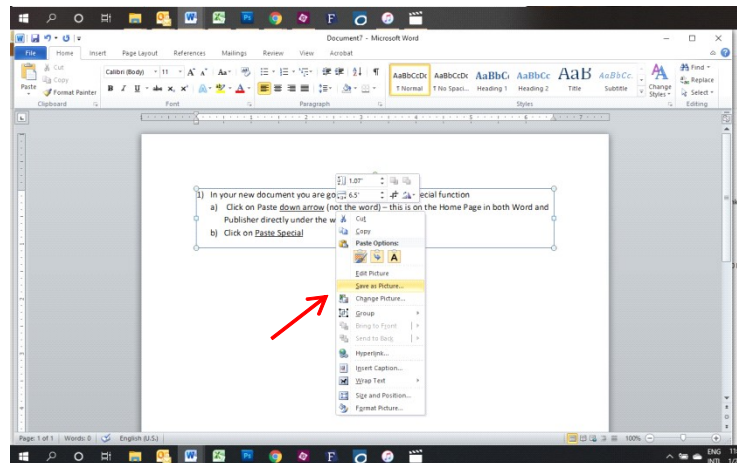 Document7 - Microsoft Word
File Home Insert Page Layout References Mailings Review View Acrobat
Cut
Copy
Format Painter
Paste
Clipboard
Calibri (Body) 11
Font
Paragraph
AaBbCcDc AaBbCcDc AaBbCc AaBbCc AaB AaBbCc.
¶ Normal ¶ No Spaci... Heading 1 Heading 2 Title Subtitle
Change Styles
Styles
Find
Replace
Select
Editing
1.07"
6.5"
1) In your new document you are go ecial function
a) Click on Paste down arrow (not the word) – this is on the Home Page in both Word and
Publisher directly under the w
b) Click on Paste Special
Cut
Copy
Paste Options:
Edit Picture
Save as Picture...
Change Picture...
Group
Bring to Front
Send to Back
Hyperlink...
Insert Caption...
Wrap Text
Size and Position...
Format Picture...
Page: 1 of 1 Words: 0 English (U.S.) 100%
ENG
INTL